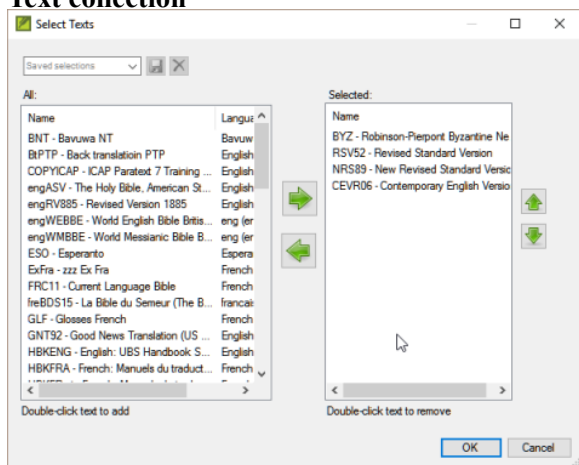 Text collection
Select Texts
Saved selections
All:
Name Langua
BNT - Bavuwa NT Bavuw
BtPTP - Back translatioin PTP English
COPYICAP - ICAP Paratext 7 Training ... English
engASV - The Holy Bible, American St... English
engRV885 - Revised Version 1885 English
engWEBBE - World English Bible Britis... eng (er
engWMBBE - World Messianic Bible B... eng (er
ESO - Esperanto Espera
ExFra - zzz Ex Fra French
FRC11 - Current Language Bible French
freBDS15 - La Bible du Semeur (The B... francais
GLF - Glosses French French
GNT92 - Good News Translation (US ... English
HBKENG - English: UBS Handbook S... English
HBKFRA - French: Manuels du traduct... French
Double-click text to add
Selected:
Name
BYZ - Robinson-Pierpont Byzantine Ne
RSV52 - Revised Standard Version
NRS89 - New Revised Standard Versic
CEVR06 - Contemporary English Versio
Double-click text to remove
OK Cancel